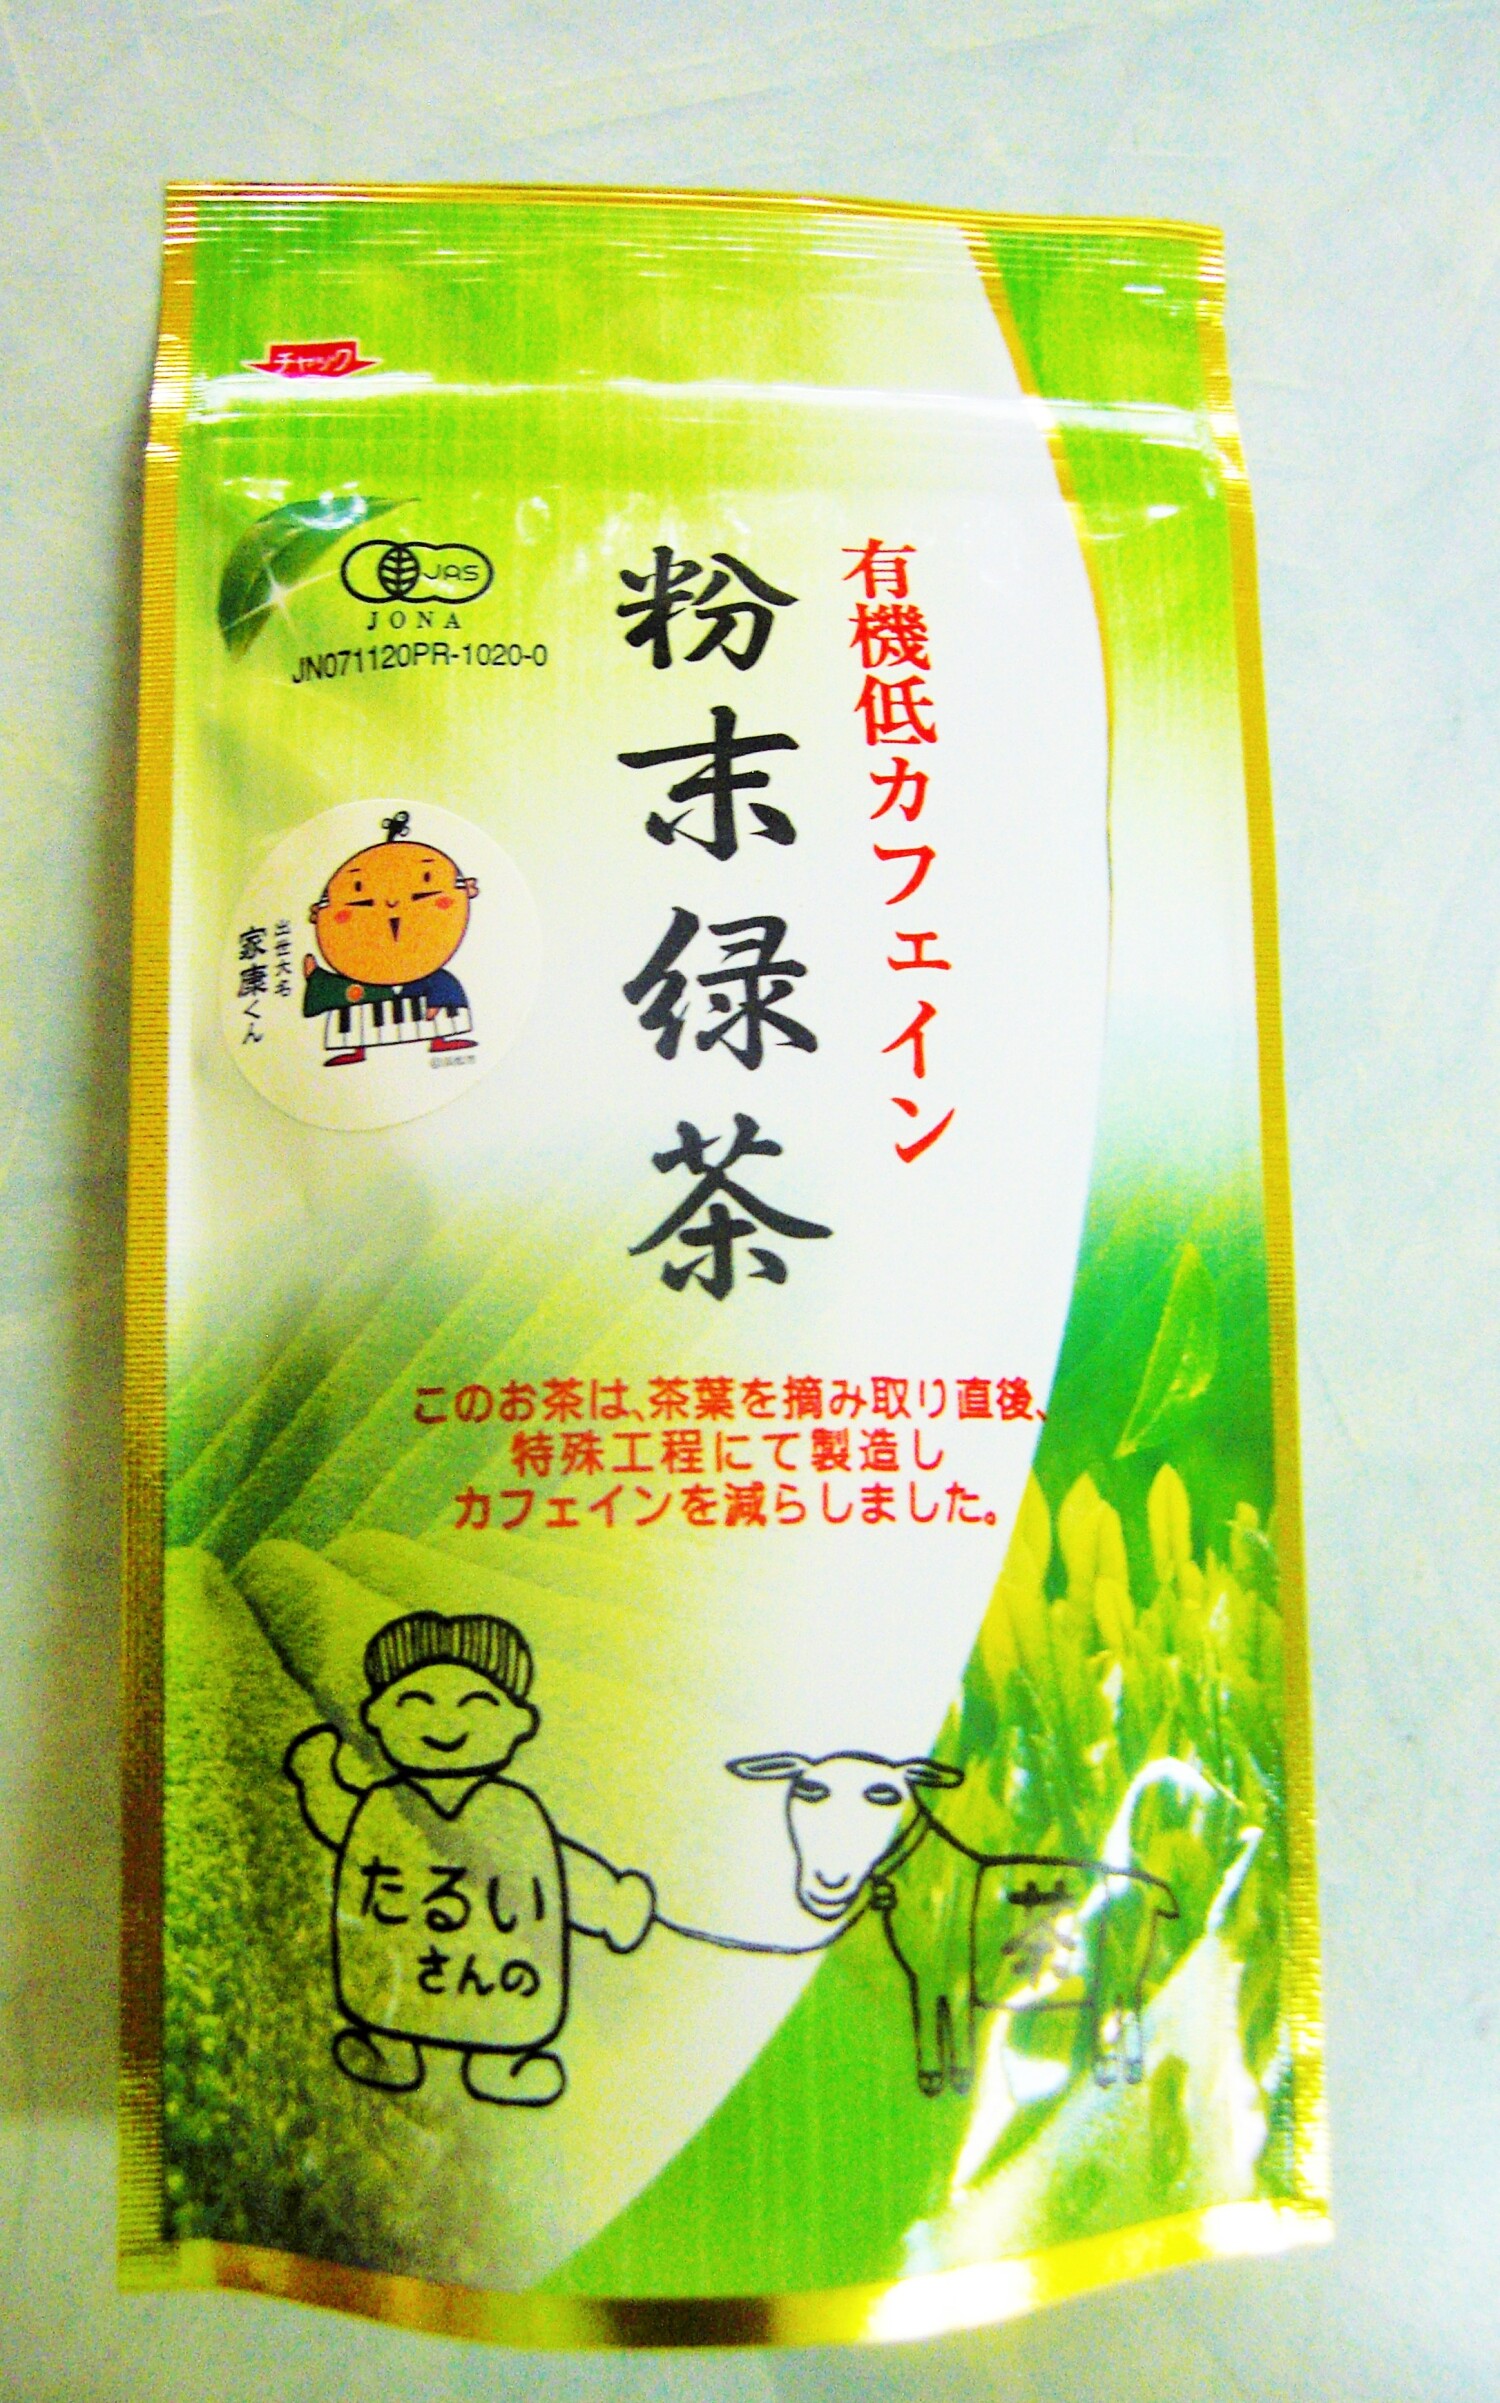 チャック
JAS
JONA
JN071120PR-1020-0
有機低カフェイン
粉末緑茶
出世大名
家康くん
このお茶は、茶葉を摘み取り直後、
特殊工程にて製造し
カフェインを減らしました。
たるい
さんの
茶